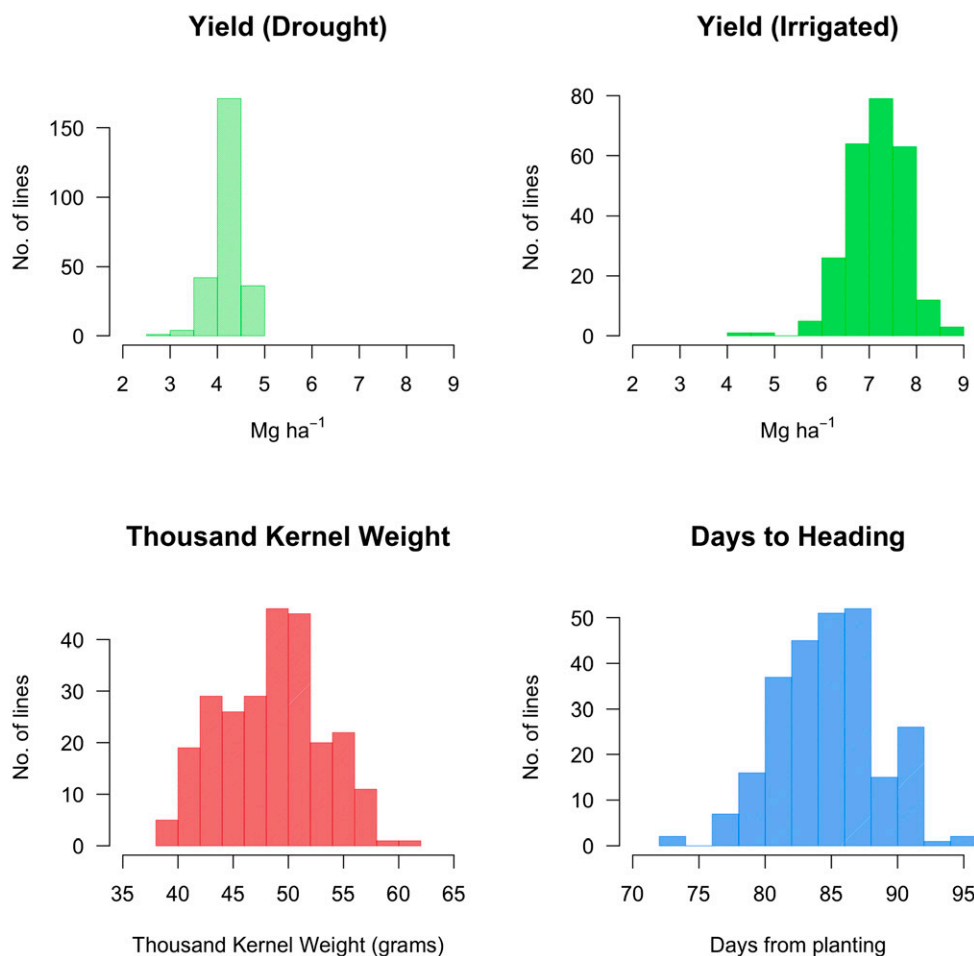 Yield (Drought)
No. of lines
150
100
50
0
2 3 4 5 6 7 8 9
Mg ha⁻¹
Yield (Irrigated)
No. of lines
80
60
40
20
0
2 3 4 5 6 7 8 9
Mg ha⁻¹
Thousand Kernel Weight
No. of lines
40
30
20
10
0
35 40 45 50 55 60 65
Thousand Kernel Weight (grams)
Days to Heading
No. of lines
50
40
30
20
10
0
70 75 80 85 90 95
Days from planting